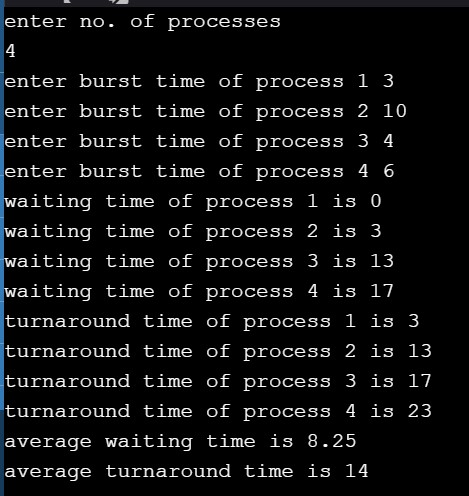 enter no. of processes
4
enter burst time of process 1 3
enter burst time of process 2 10
enter burst time of process 3 4
enter burst time of process 4 6
waiting time of process 1 is 0
waiting time of process 2 is 3
waiting time of process 3 is 13
waiting time of process 4 is 17
turnaround time of process 1 is 3
turnaround time of process 2 is 13
turnaround time of process 3 is 17
turnaround time of process 4 is 23
average waiting time is 8.25
average turnaround time is 14